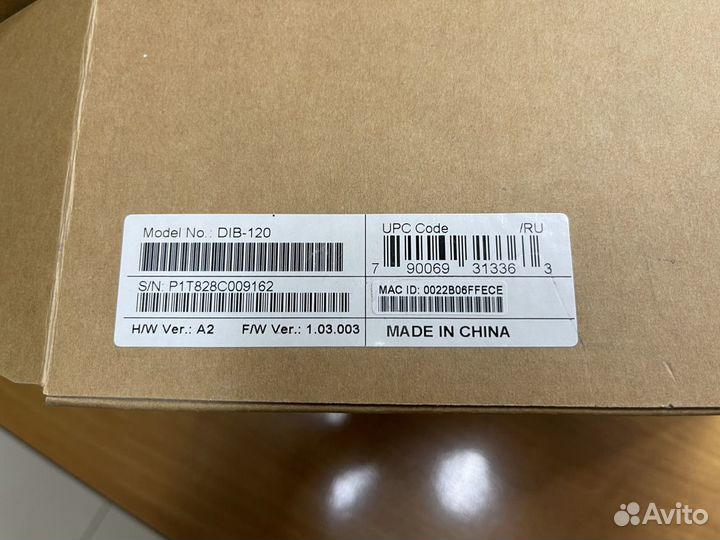 Model No.: DIB-120
S/N: P1T828C009162
H/W Ver.: A2 F/W Ver.: 1.03.003
UPC Code /RU
7 90069 31336 3
MAC ID: 0022B06FFECE
MADE IN CHINA
Avito